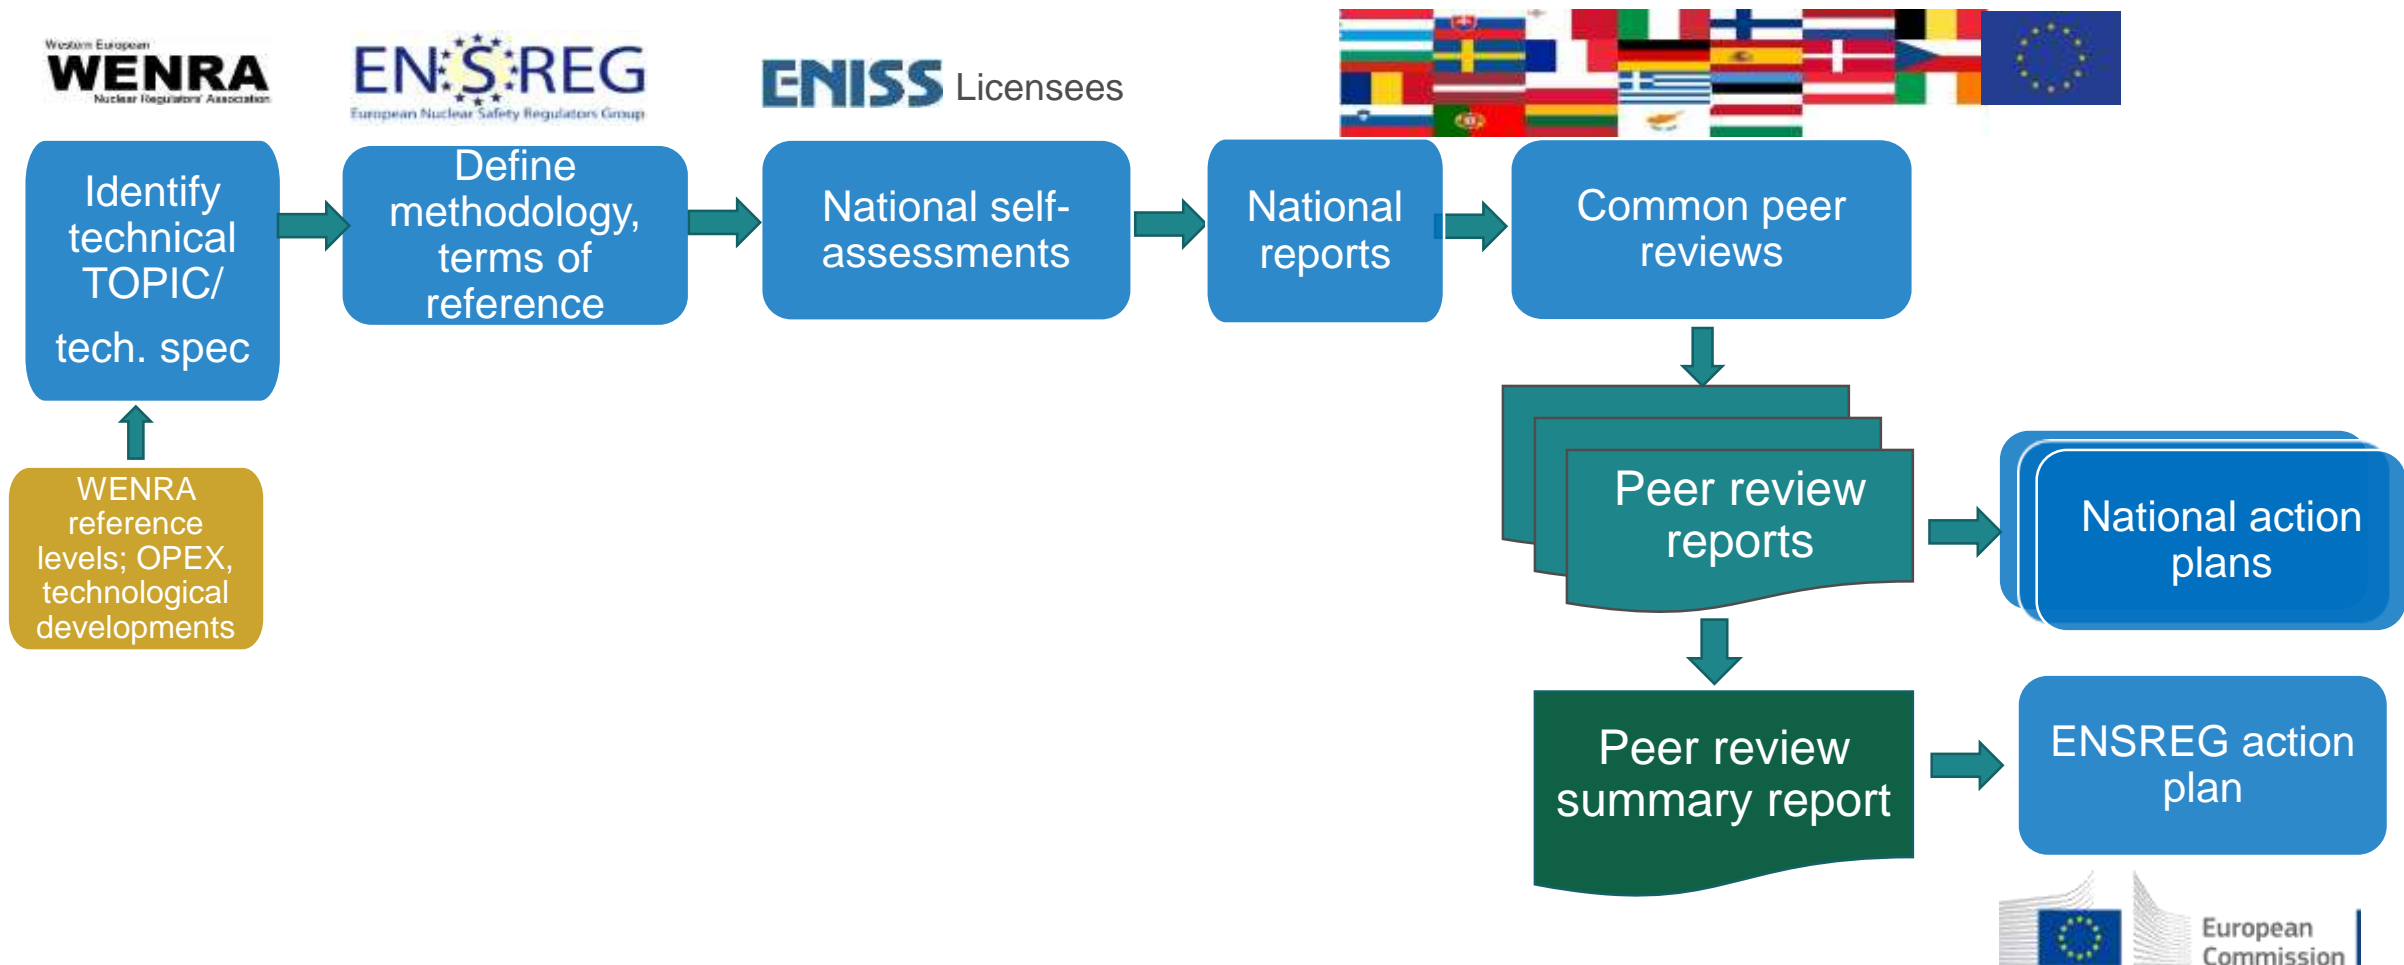 Western European
WENRA
Nuclear Regulators' Association
ENSREG
European Nuclear Safety Regulators Group
ENISS Licensees
Identify
technical
TOPIC/
tech. spec
Define
methodology,
terms of
reference
National self-
assessments
National
reports
Common peer
reviews
WENRA
reference
levels; OPEX,
technological
developments
Peer review
reports
National action
plans
Peer review
summary report
ENSREG action
plan
European
Commission